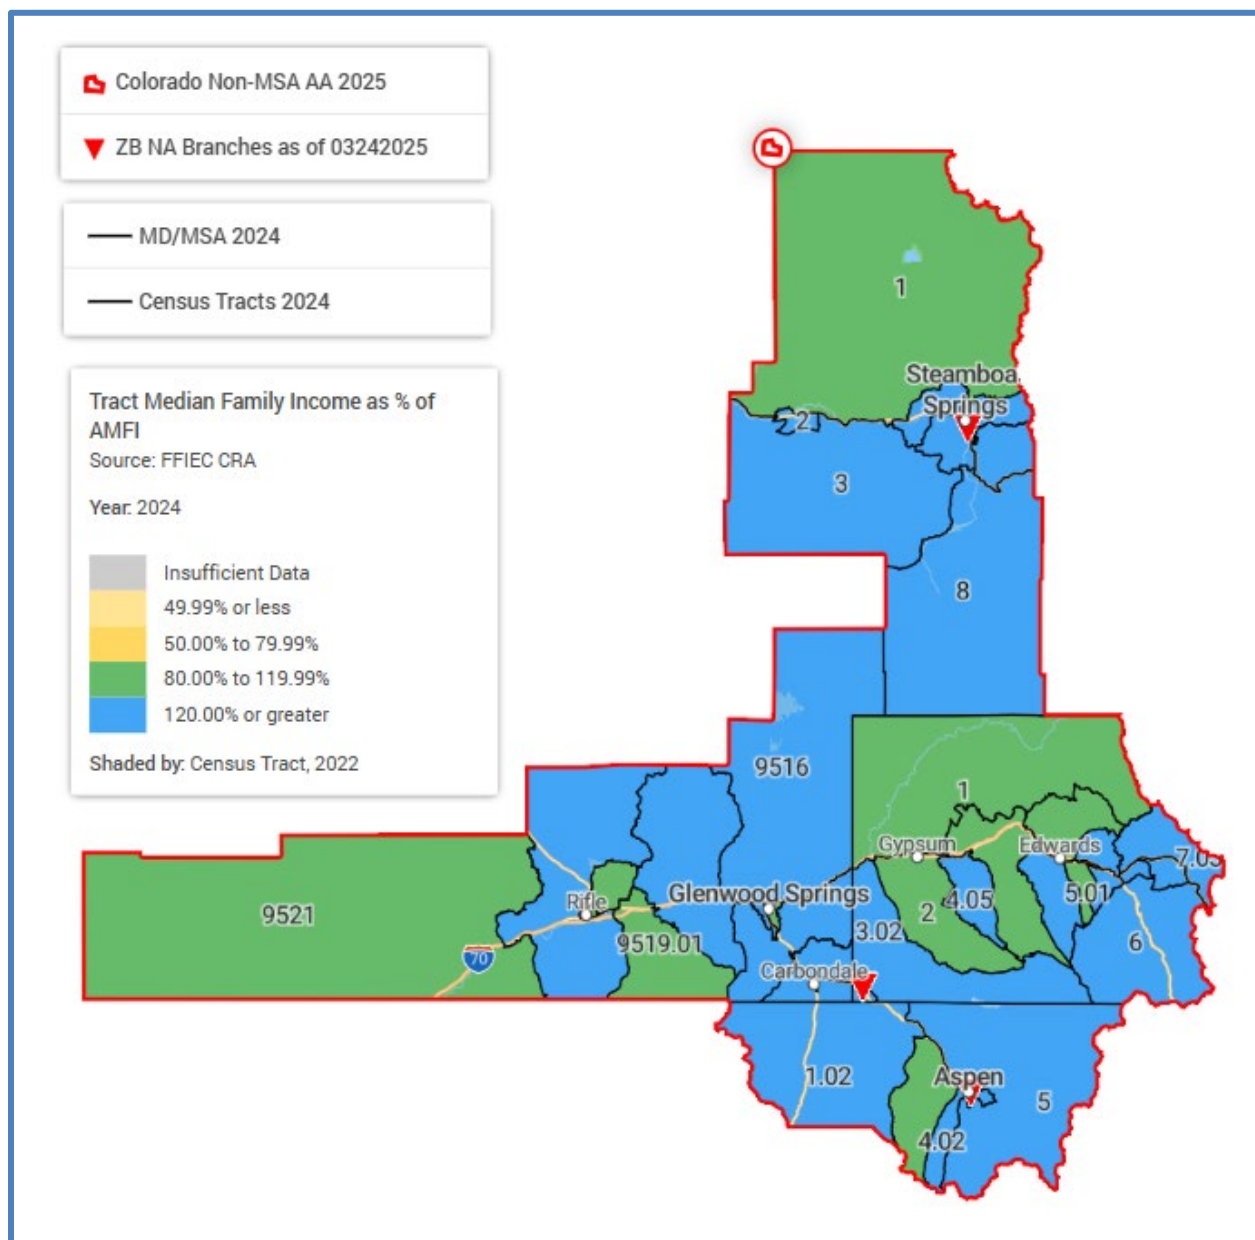 Colorado Non-MSA AA 2025
ZB NA Branches as of 03242025
MD/MSA 2024
Census Tracts 2024
Tract Median Family Income as % of
AMFI
Source: FFIEC CRA
Year: 2024
Insufficient Data
49.99% or less
50.00% to 79.99%
80.00% to 119.99%
120.00% or greater
Shaded by: Census Tract, 2022
1
Steamboa
Springs
2
3
8
9516
1
Gypsum
Edwards
7.03
Rifle
Glenwood Springs
4.05
5.01
9521
2
9519.01
3.02
6
70
Carbondale
1.02
Aspen
5
4.02